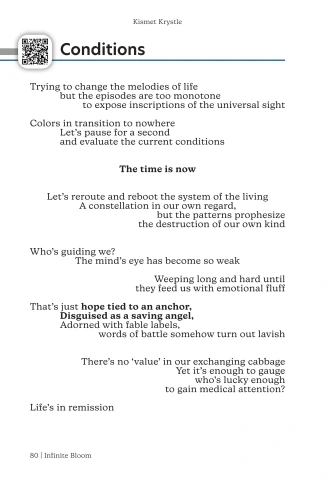 Kismet Krystle
Conditions
Trying to change the melodies of life
but the episodes are too monotone
to expose inscriptions of the universal sight
Colors in transition to nowhere
Let's pause for a second
and evaluate the current conditions
The time is now
Let's reroute and reboot the system of the living
A constellation in our own regard,
but the patterns prophesize
the destruction of our own kind
Who's guiding we?
The mind's eye has become so weak
Weeping long and hard until
they feed us with emotional fluff
That's just hope tied to an anchor,
Disguised as a saving angel,
Adorned with fable labels,
words of battle somehow turn out lavish
There's no ‘value’ in our exchanging cabbage
Yet it's enough to gauge
who's lucky enough
to gain medical attention?
Life's in remission
80 | Infinite Bloom